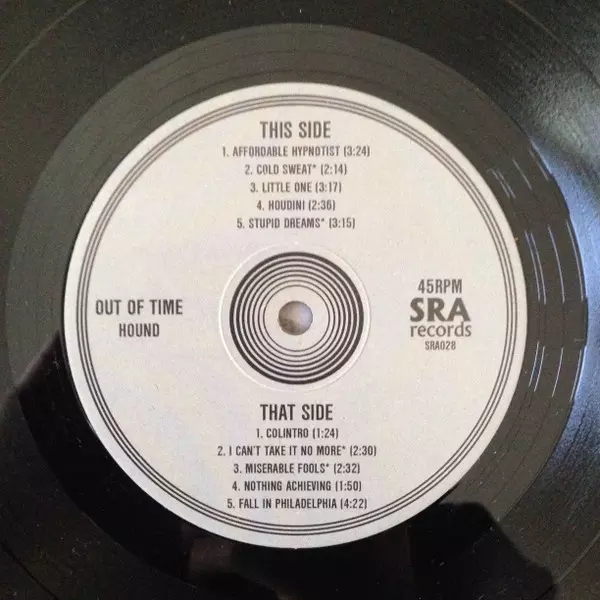 THIS SIDE
1. AFFORDABLE HYPNOTIST (3:24)
2. COLD SWEAT* (2:14)
3. LITTLE ONE (3:17)
4. HOUDINI (2:36)
5. STUPID DREAMS* (3:15)
OUT OF TIME
HOUND
45RPM
SRA
records
SRA028
THAT SIDE
1. COLINTRO (1:24)
2. I CAN'T TAKE IT NO MORE* (2:30)
3. MISERABLE FOOLS* (2:32)
4. NOTHING ACHIEVING (1:50)
5. FALL IN PHILADELPHIA (4:22)